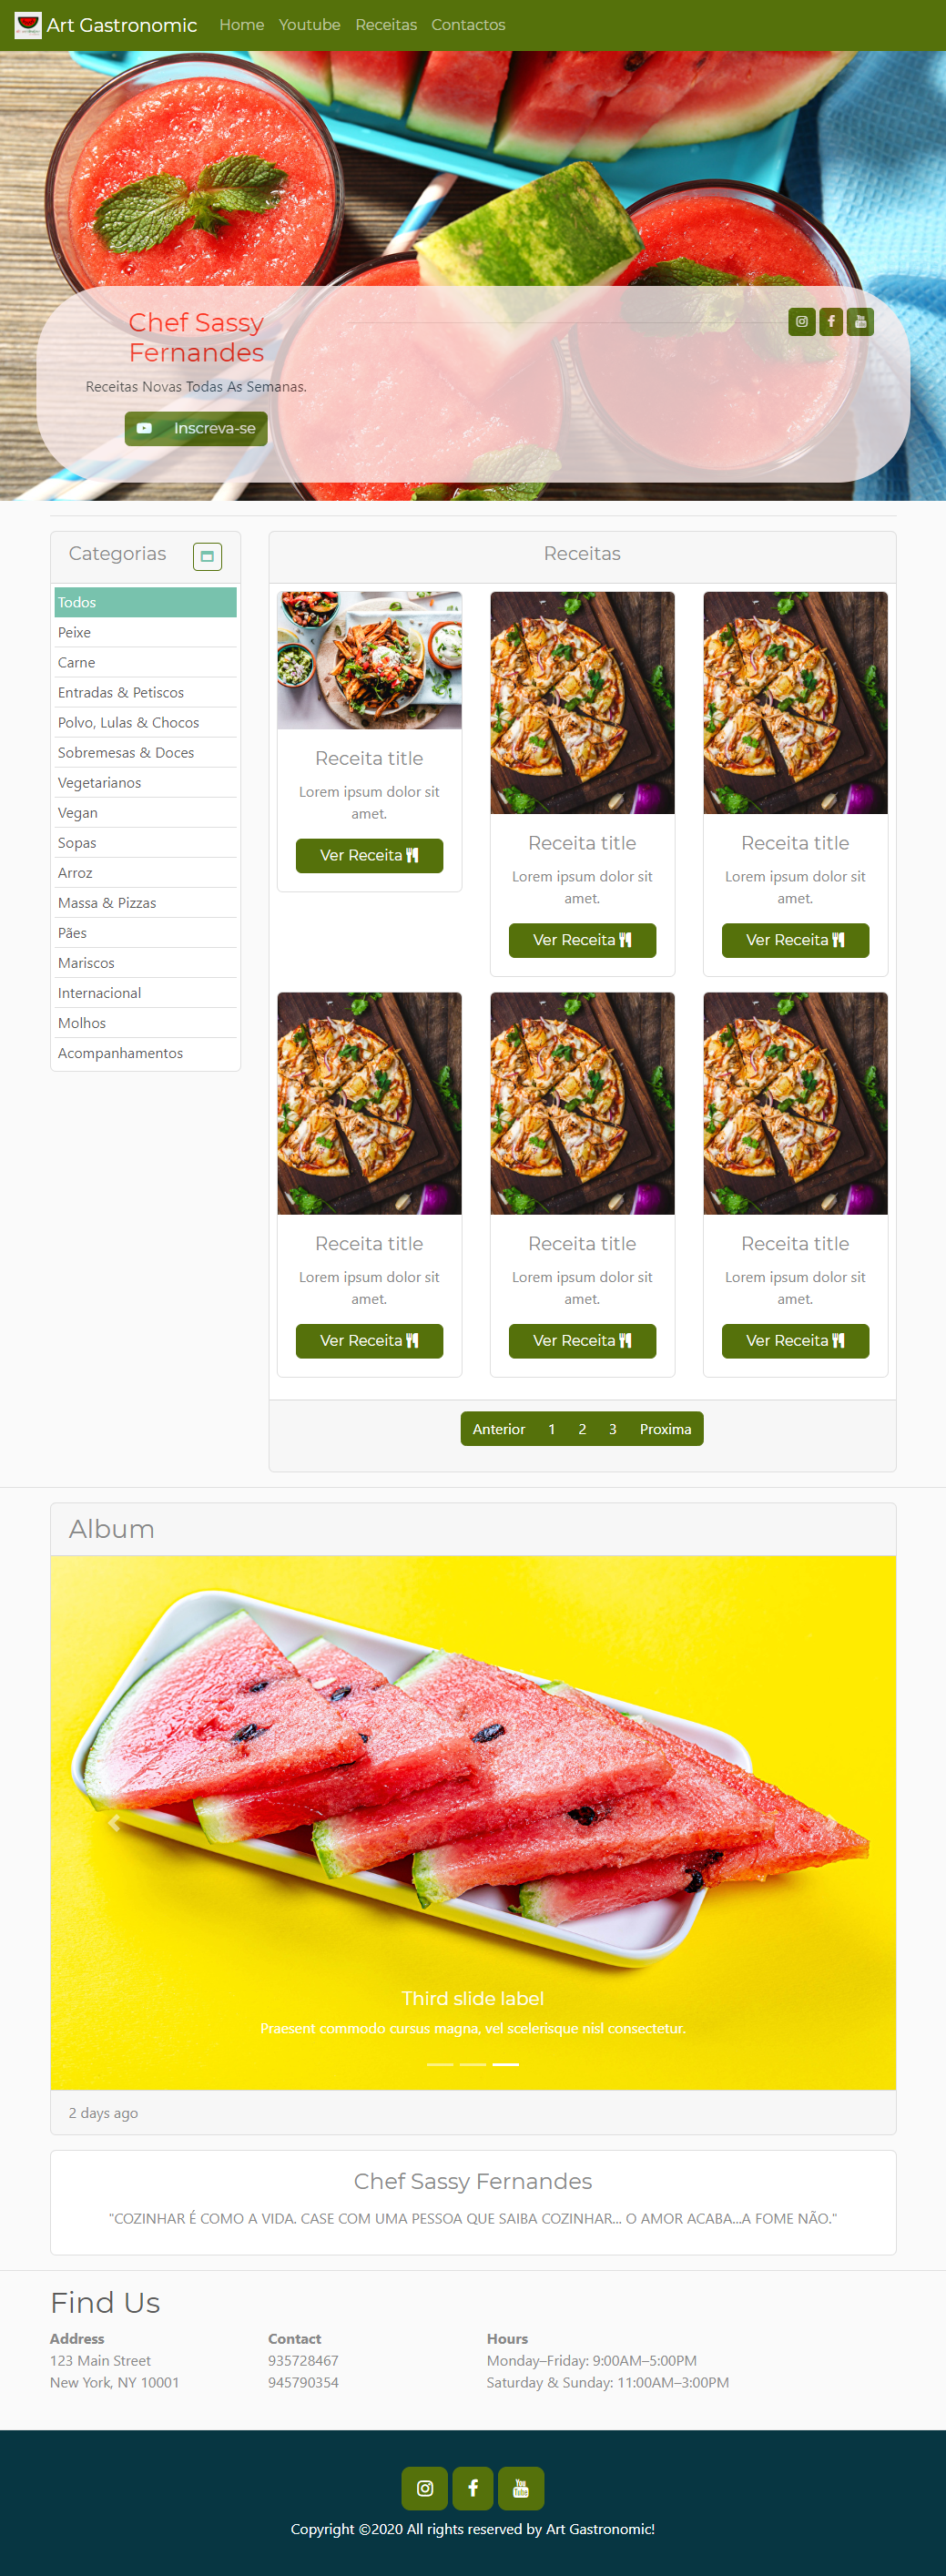 Art Gastronomic Home Youtube Receitas Contactos
Chef Sassy
Fernandes
Receitas Novas Todas As Semanas.
Inscreva-se
Categorias
Todos
Peixe
Carne
Entradas & Petiscos
Polvo, Lulas & Chocos
Sobremesas & Doces
Vegetarianos
Vegan
Sopas
Arroz
Massa & Pizzas
Pães
Mariscos
Internacional
Molhos
Acompanhamentos
Receitas
Receita title
Lorem ipsum dolor sit
amet.
Ver Receita
Receita title
Lorem ipsum dolor sit
amet.
Ver Receita
Receita title
Lorem ipsum dolor sit
amet.
Ver Receita
Receita title
Lorem ipsum dolor sit
amet.
Ver Receita
Receita title
Lorem ipsum dolor sit
amet.
Ver Receita
Receita title
Lorem ipsum dolor sit
amet.
Ver Receita
Anterior 1 2 3 Proxima
Album
Third slide label
Praesent commodo cursus magna, vel scelerisque nisl consectetur.
2 days ago
Chef Sassy Fernandes
"COZINHAR É COMO A VIDA. CASE COM UMA PESSOA QUE SAIBA COZINHAR... O AMOR ACABA...A FOME NÃO."
Find Us
Address
123 Main Street
New York, NY 10001
Contact
935728467
945790354
Hours
Monday–Friday: 9:00AM–5:00PM
Saturday & Sunday: 11:00AM–3:00PM
You Tube
Copyright ©2020 All rights reserved by Art Gastronomic!